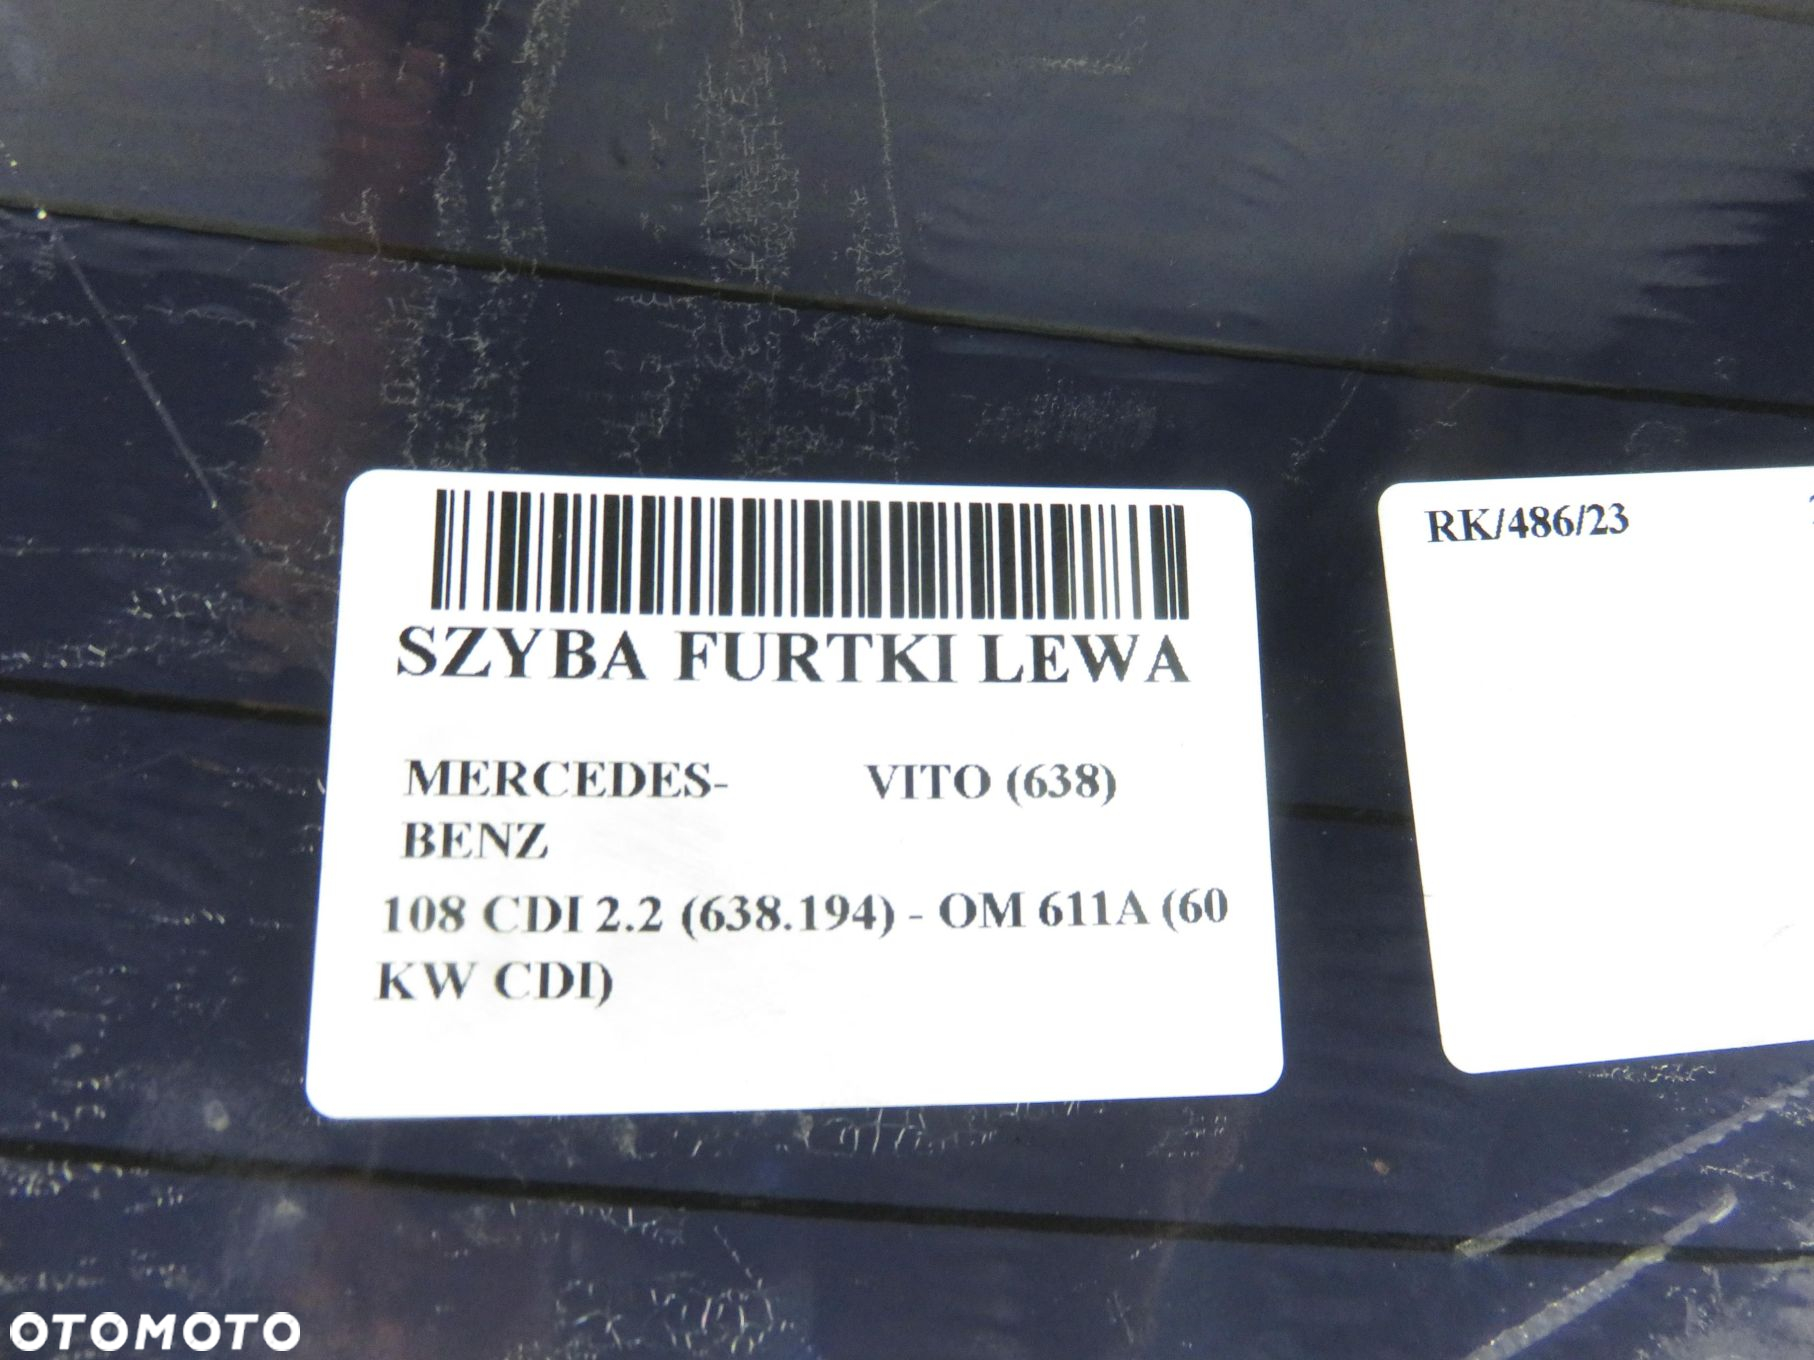 SZYBA FURTKI LEWA
MERCEDES- VITO (638)
BENZ
108 CDI 2.2 (638.194) - OM 611A (60
KW CDI)
RK/486/23
OTOMOTO